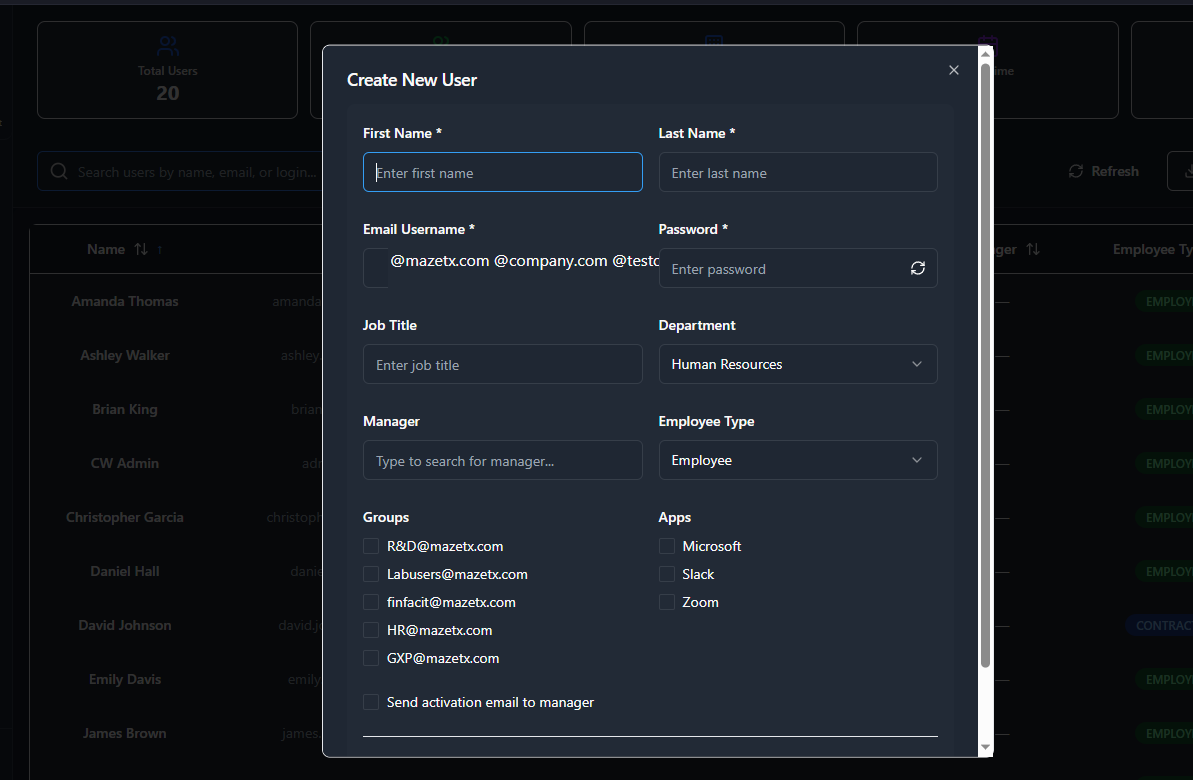 Total Users
20
ime
Create New User
First Name *
Last Name *
Enter first name
Enter last name
Search users by name, email, or login...
Refresh
Email Username *
Password *
@mazetx.com @company.com @testc
Enter password
Job Title
Department
Enter job title
Human Resources
Manager
Employee Type
Type to search for manager...
Employee
Groups
Apps
R&D@mazetx.com
Microsoft
Labusers@mazetx.com
Slack
finfacit@mazetx.com
Zoom
HR@mazetx.com
GXP@mazetx.com
Send activation email to manager
Name ↑
ger
Employee Ty
Amanda Thomas
amanda
EMPLOY
Ashley Walker
ashley.
EMPLOY
Brian King
brian
EMPLOY
CW Admin
adr
EMPLOY
Christopher Garcia
christoph
EMPLOY
Daniel Hall
danie
EMPLOY
David Johnson
david.jo
CONTRACT
Emily Davis
emily
EMPLOY
James Brown
james.
EMPLOY